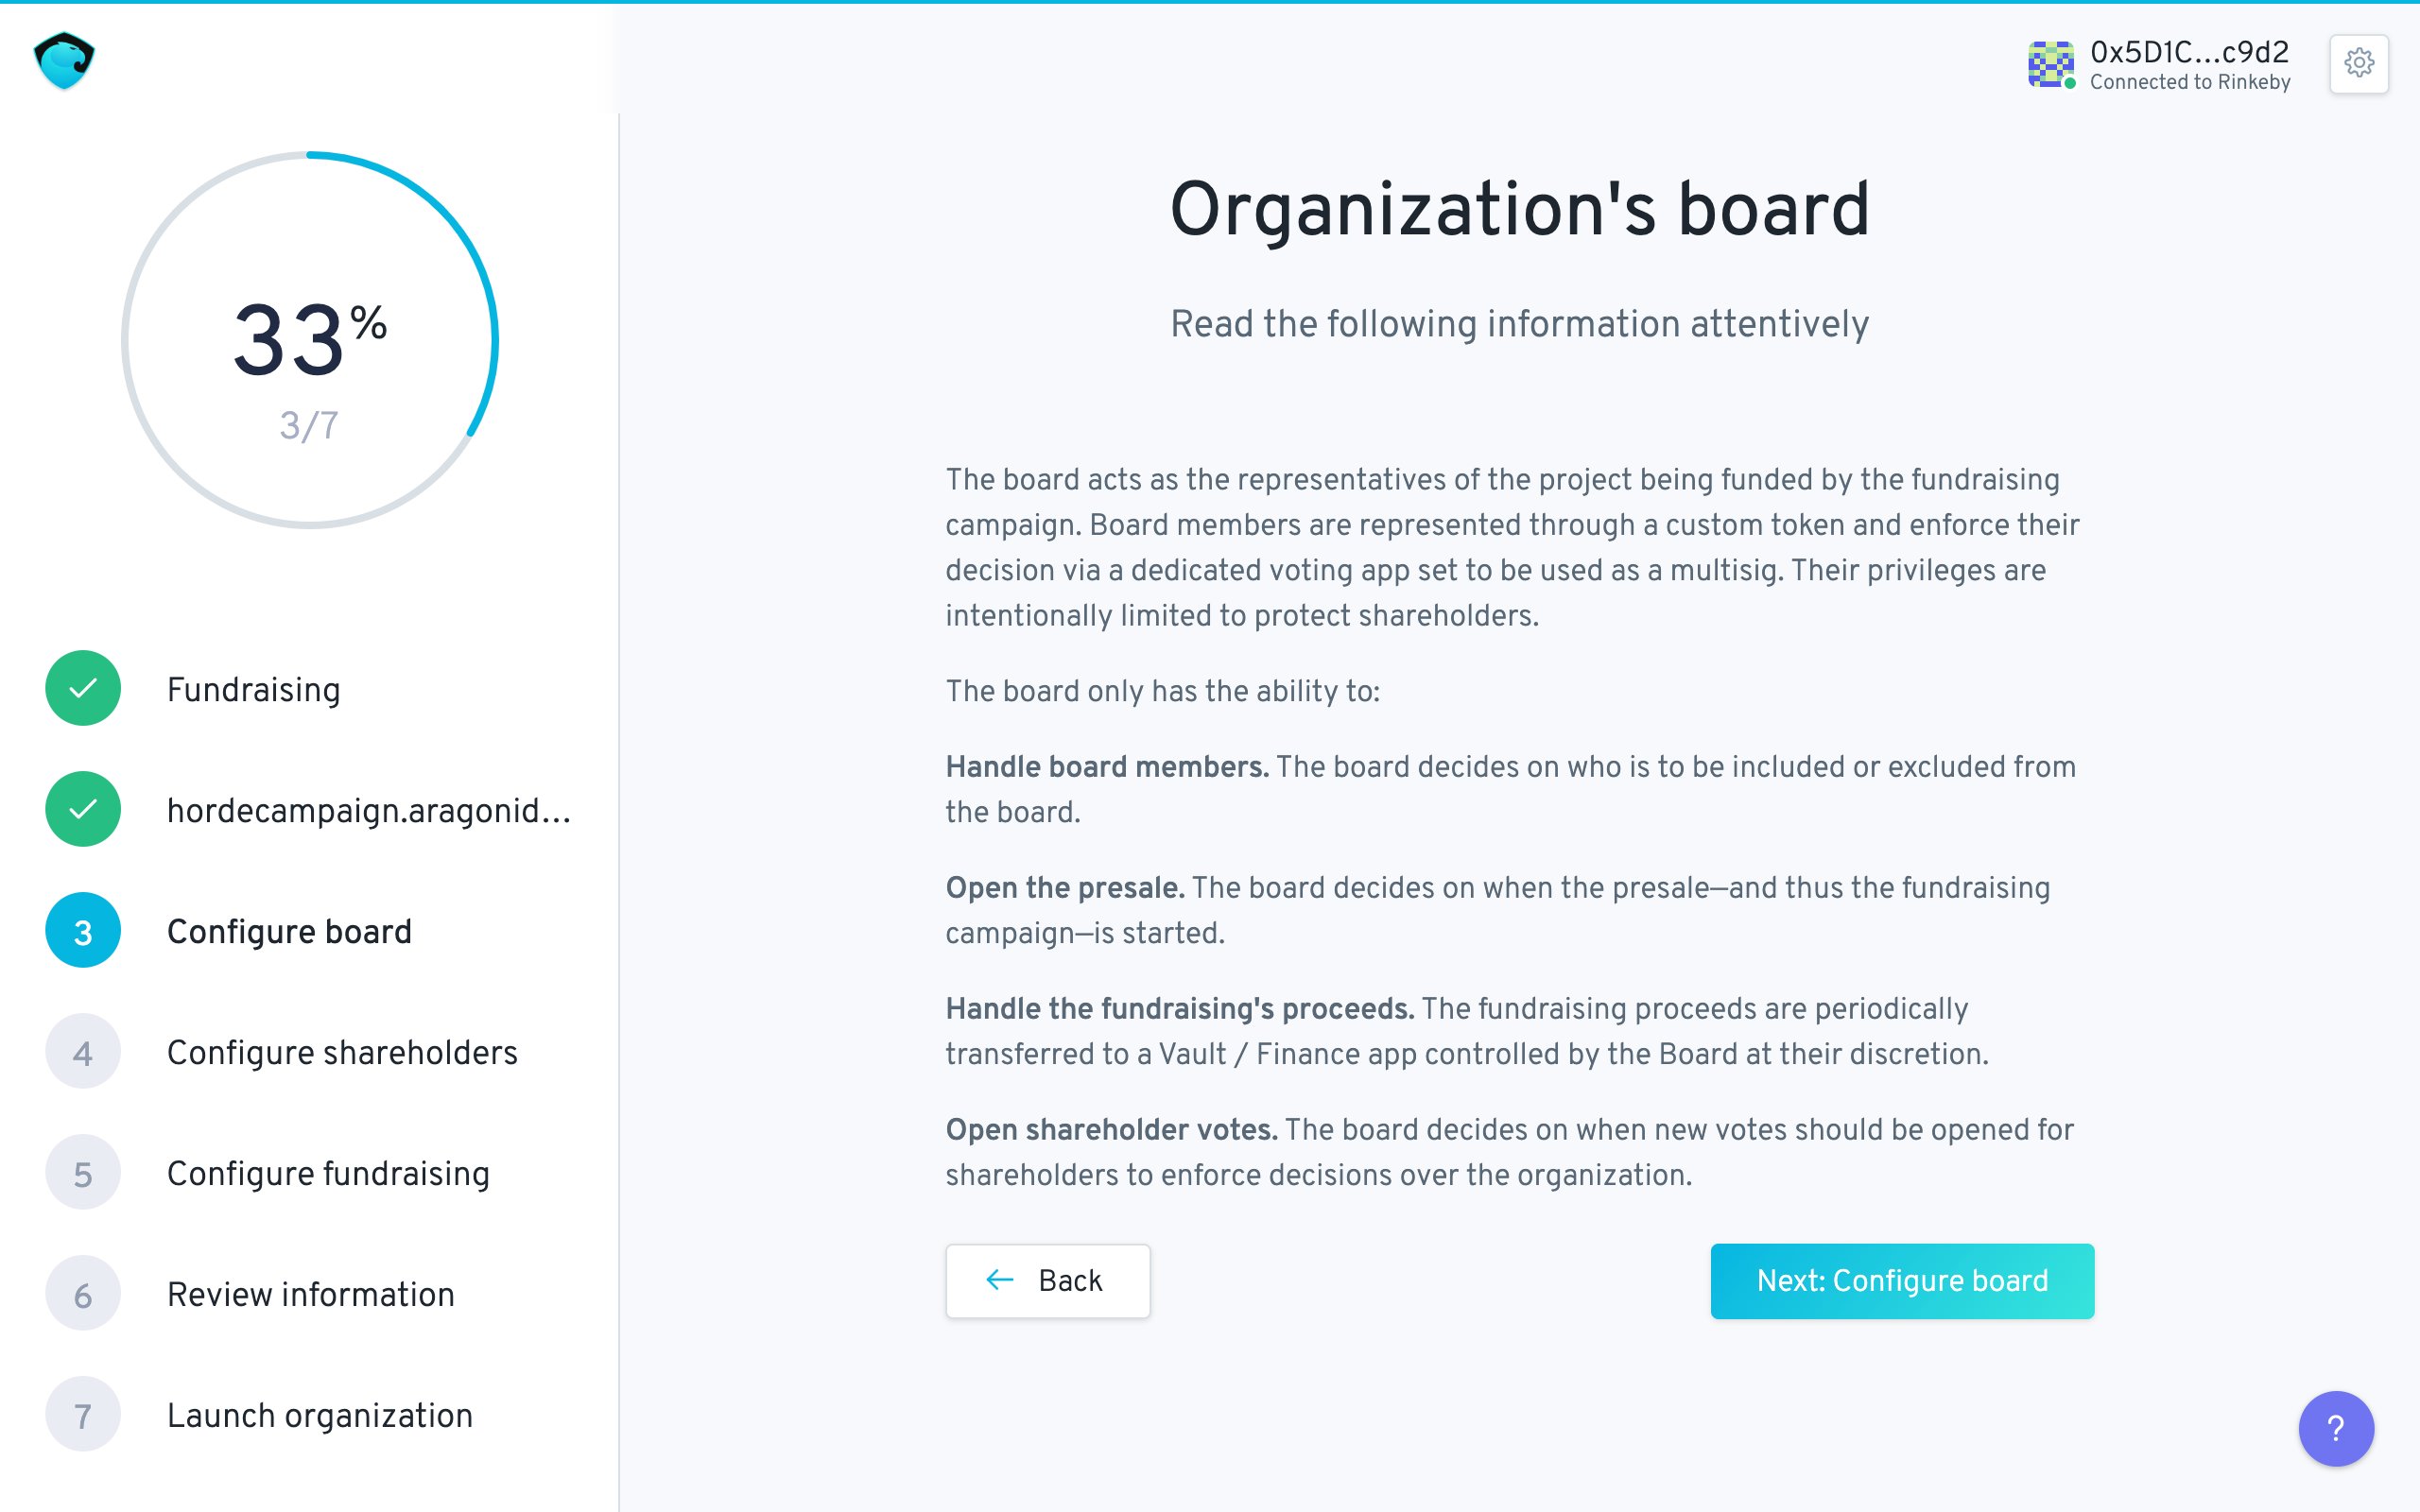 0x5D1C...c9d2
Connected to Rinkeby
33%
3/7
Fundraising
hordecampaign.aragonid...
3 Configure board
4 Configure shareholders
5 Configure fundraising
6 Review information
7 Launch organization
Organization's board
Read the following information attentively
The board acts as the representatives of the project being funded by the fundraising
campaign. Board members are represented through a custom token and enforce their
decision via a dedicated voting app set to be used as a multisig. Their privileges are
intentionally limited to protect shareholders.
The board only has the ability to:
Handle board members. The board decides on who is to be included or excluded from
the board.
Open the presale. The board decides on when the presale—and thus the fundraising
campaign—is started.
Handle the fundraising's proceeds. The fundraising proceeds are periodically
transferred to a Vault / Finance app controlled by the Board at their discretion.
Open shareholder votes. The board decides on when new votes should be opened for
shareholders to enforce decisions over the organization.
Back
Next: Configure board
?